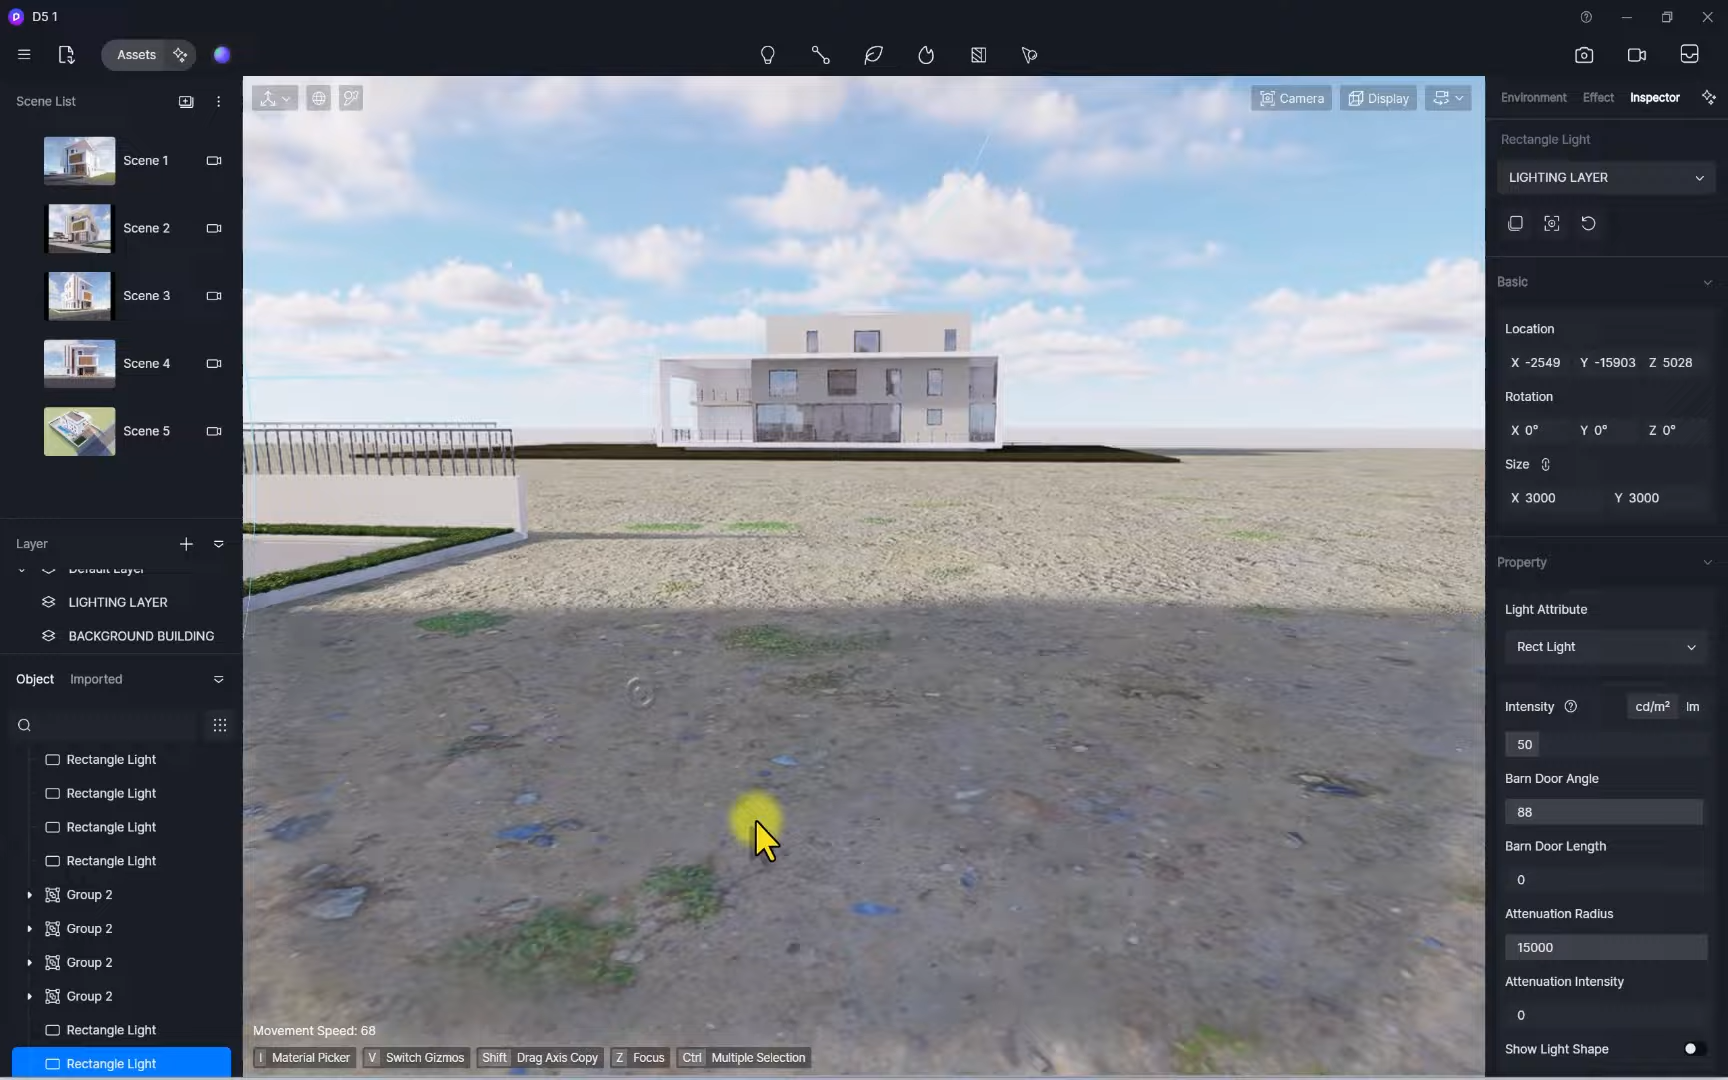 D5 1
Assets
Scene List
Scene 1
Scene 2
Scene 3
Scene 4
Scene 5
Layer
Default Layer
LIGHTING LAYER
BACKGROUND BUILDING
Object Imported
Rectangle Light
Rectangle Light
Rectangle Light
Rectangle Light
Group 2
Group 2
Group 2
Group 2
Rectangle Light
Rectangle Light
Camera Display
Movement Speed: 68
I Material Picker V Switch Gizmos Shift Drag Axis Copy Z Focus Ctrl Multiple Selection
Environment Effect Inspector
Rectangle Light
LIGHTING LAYER
Basic
Location
X -2549 Y -15903 Z 5028
Rotation
X 0° Y 0° Z 0°
Size
X 3000 Y 3000
Property
Light Attribute
Rect Light
Intensity cd/m² lm
50
Barn Door Angle
88
Barn Door Length
0
Attenuation Radius
15000
Attenuation Intensity
0
Show Light Shape